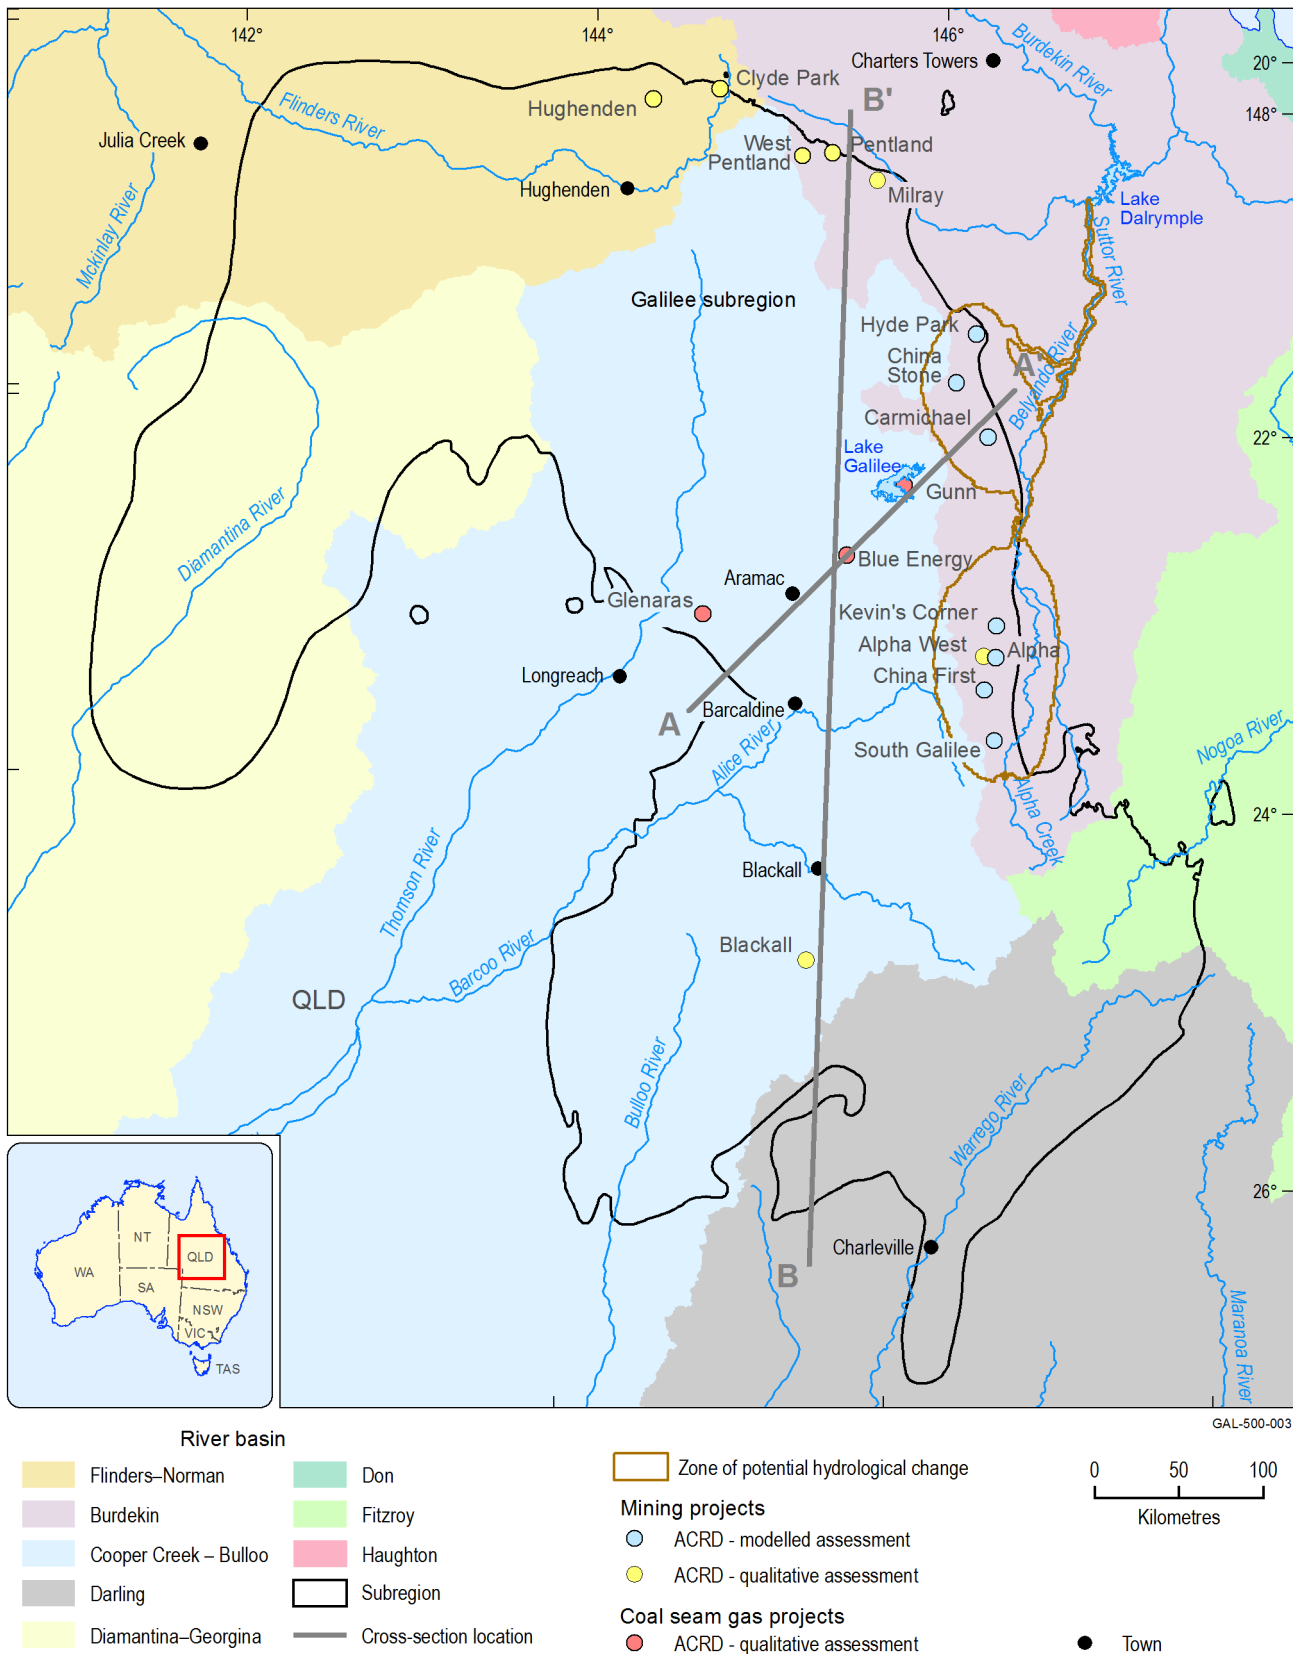 142°
144°
146°
20°
148°
22°
24°
26°
Charters Towers
Burdekin River
Clyde Park
Hughenden
B'
Flinders River
Julia Creek
West
Pentland
Pentland
Hughenden
Milray
Lake
Dalrymple
Mckinlay River
Suttor River
Galilee subregion
Hyde Park
China
Stone
A'
Belyando River
Carmichael
Lake
Galilee
Gunn
Diamantina River
Blue Energy
Aramac
Glenaras
Kevin's Corner
Alpha West
Alpha
China First
Longreach
A
Barcaldine
Alice River
South Galilee
Nogoa River
Alpha Creek
Thomson River
Blackall
Blackall
Barcoo River
QLD
Bulloo River
Warrego River
Charleville
B
Maranoa River
NT
QLD
WA
SA
NSW
VIC
TAS
GAL-500-003
River basin
Flinders–Norman
Burdekin
Cooper Creek – Bulloo
Darling
Diamantina–Georgina
Don
Fitzroy
Haughton
Subregion
Cross-section location
Zone of potential hydrological change
Mining projects
ACRD - modelled assessment
ACRD - qualitative assessment
Coal seam gas projects
ACRD - qualitative assessment
0 50 100
Kilometres
Town